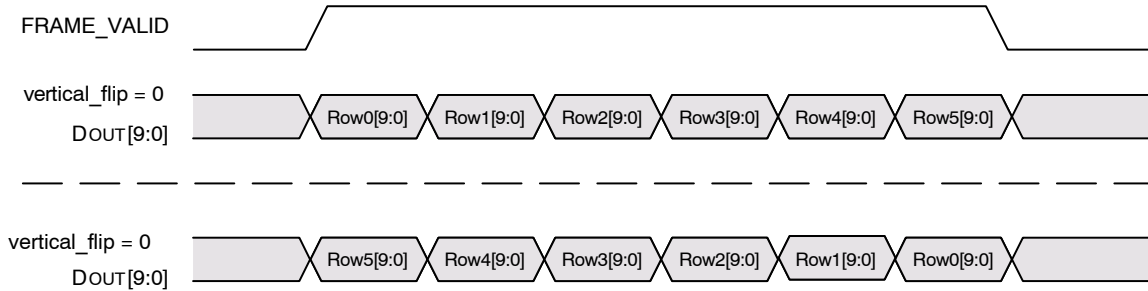 FRAME_VALID
vertical_flip = 0
DOUT[9:0]
Row0[9:0] Row1[9:0] Row2[9:0] Row3[9:0] Row4[9:0] Row5[9:0]
vertical_flip = 0
DOUT[9:0]
Row5[9:0] Row4[9:0] Row3[9:0] Row2[9:0] Row1[9:0] Row0[9:0]